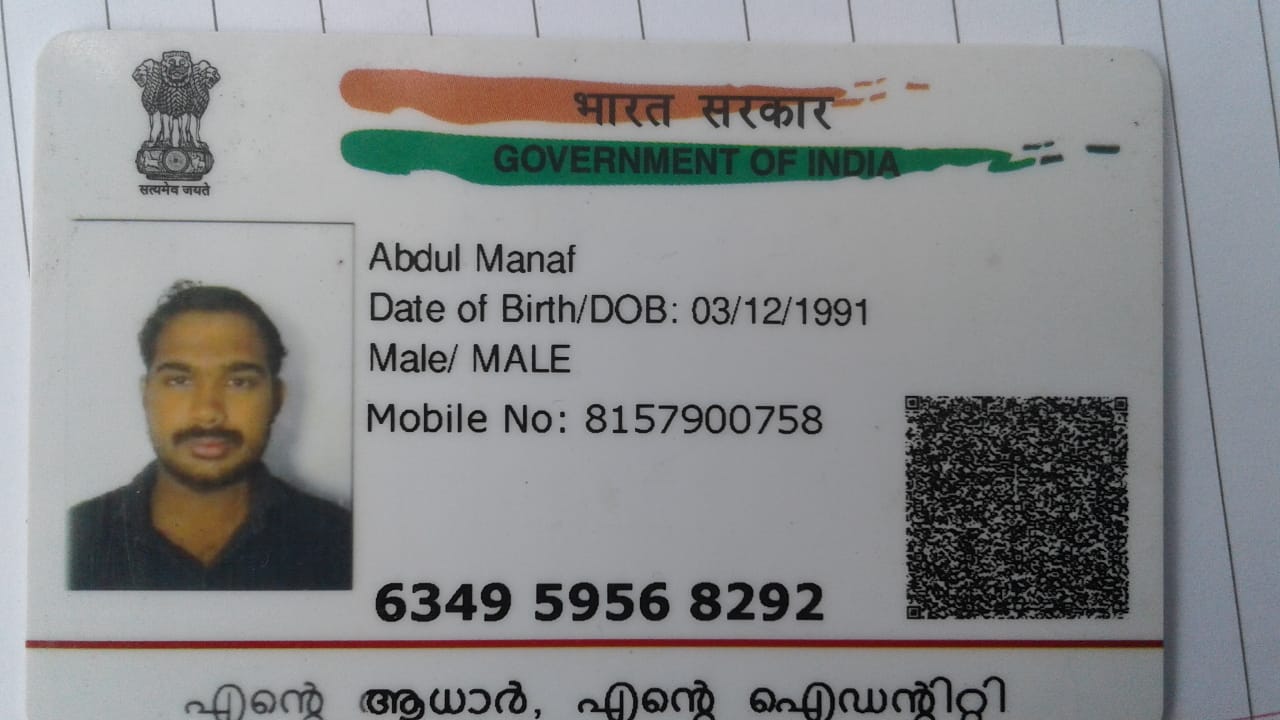 भारत सरकार
GOVERNMENT OF INDIA
सत्यमेव जयते
Abdul Manaf
Date of Birth/DOB: 03/12/1991
Male/ MALE
Mobile No: 8157900758
6349 5956 8292
എന്റെ ആധാർ, എന്റെ ഐഡന്റിറ്റി